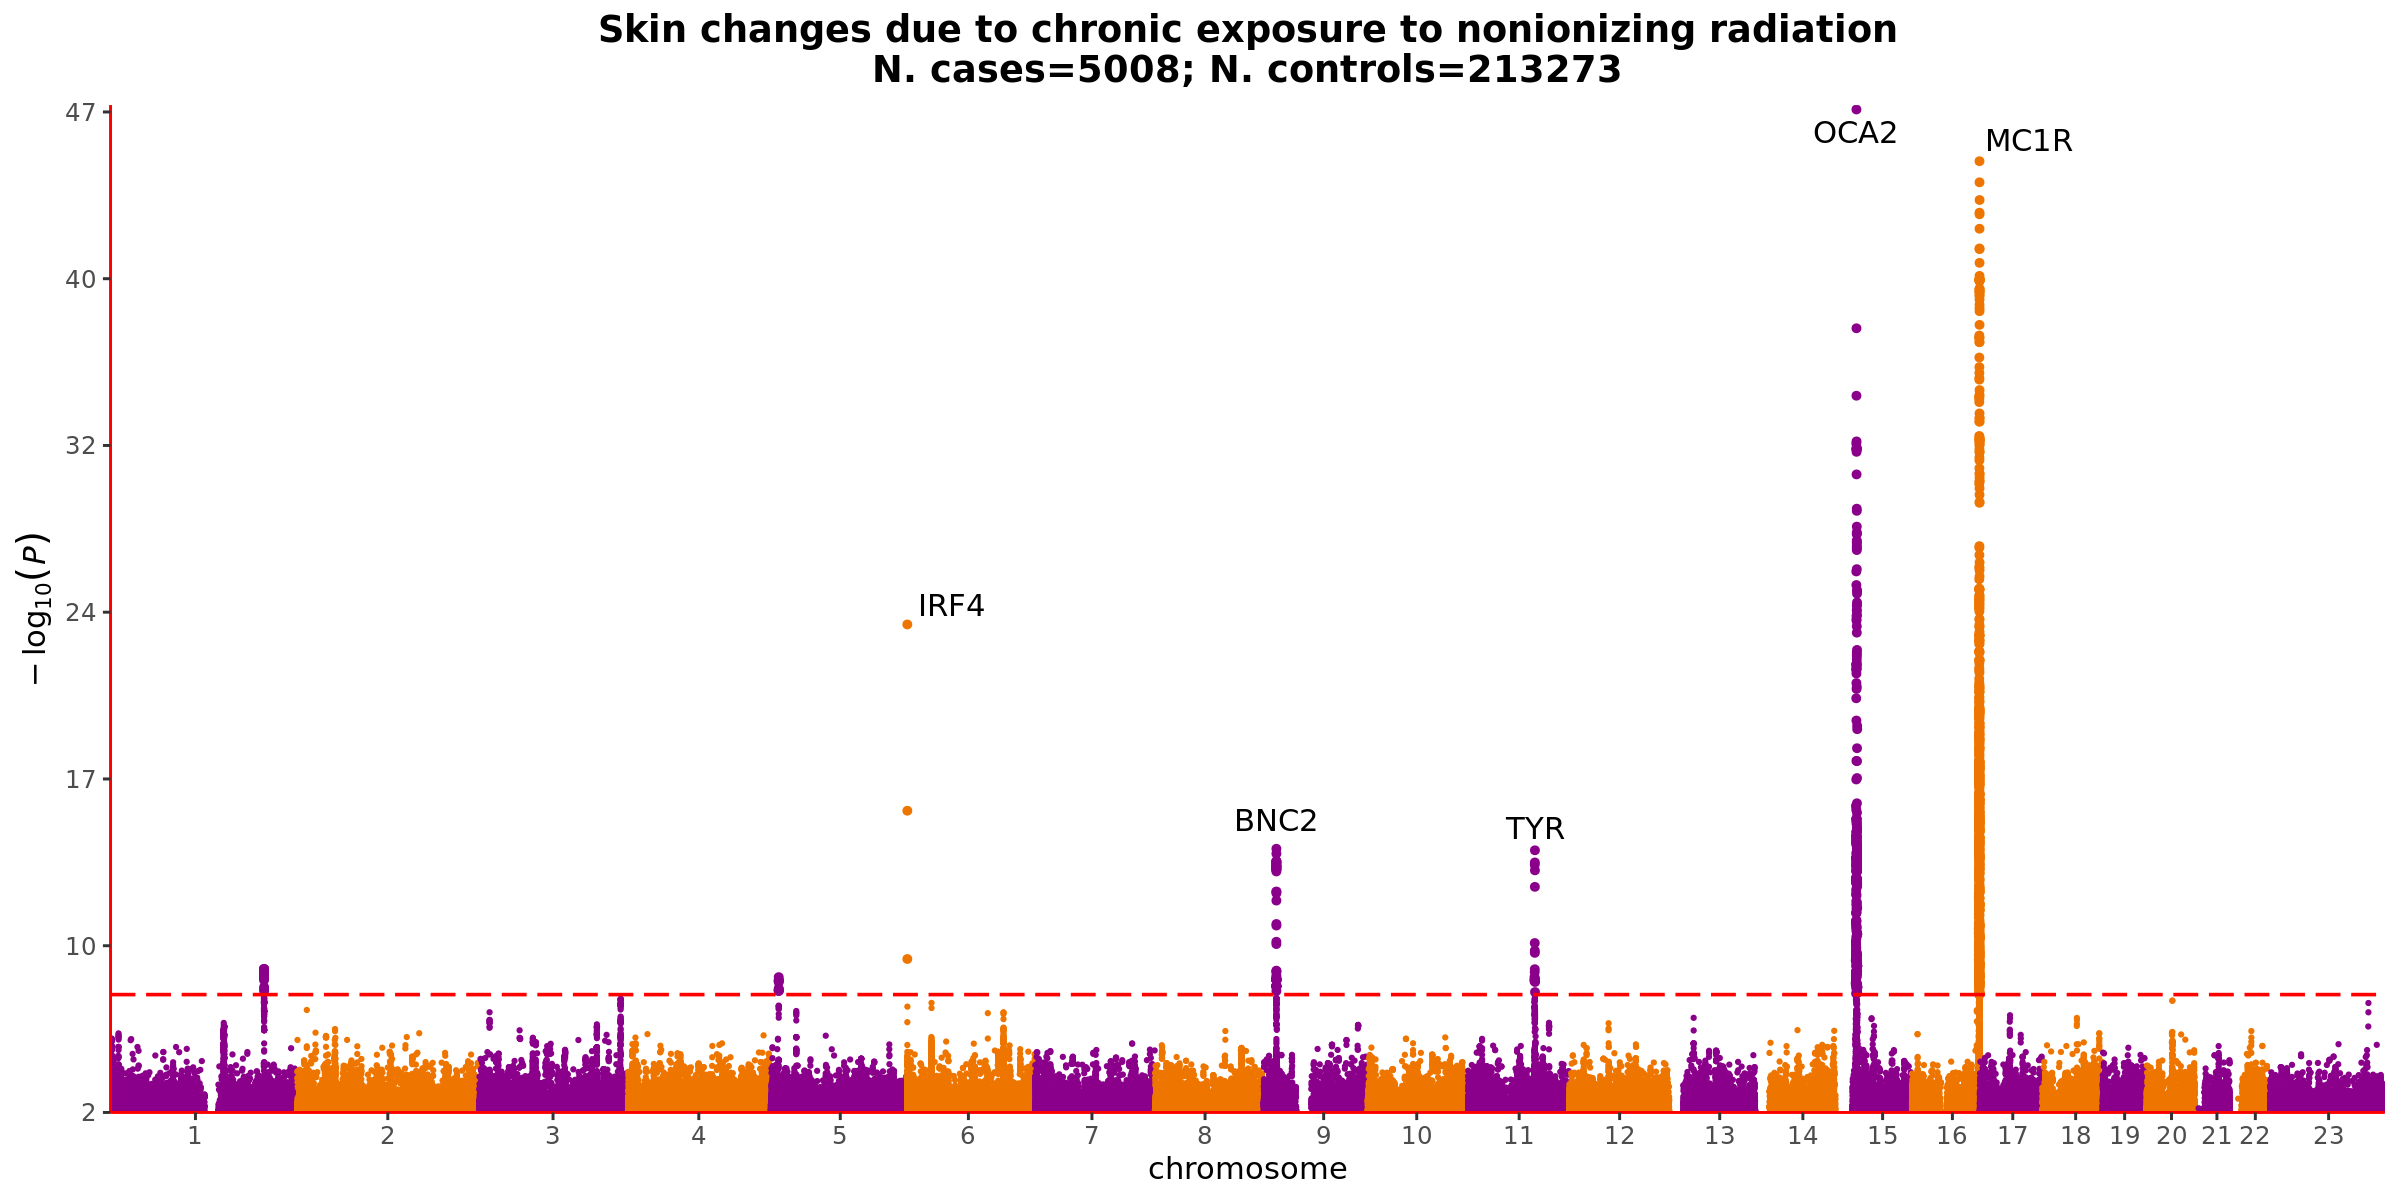 Skin changes due to chronic exposure to nonionizing radiation
N. cases=5008; N. controls=213273
47
40
32
24
17
10
2
−log₁₀(P)
OCA2
MC1R
IRF4
BNC2
TYR
1 2 3 4 5 6 7 8 9 10 11 12 13 14 15 16 17 18 19 20 21 22 23
chromosome